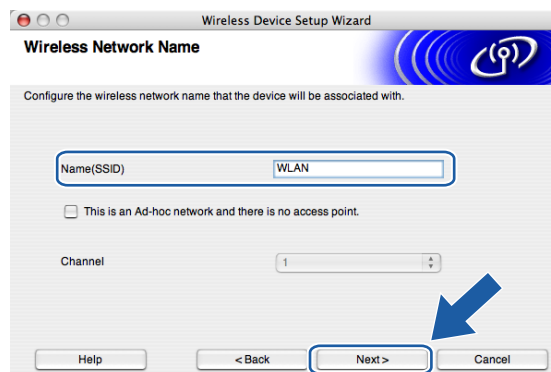 Wireless Device Setup Wizard
Wireless Network Name
Configure the wireless network name that the device will be associated with.
Name(SSID) WLAN
This is an Ad-hoc network and there is no access point.
Channel 1
Help < Back Next > Cancel